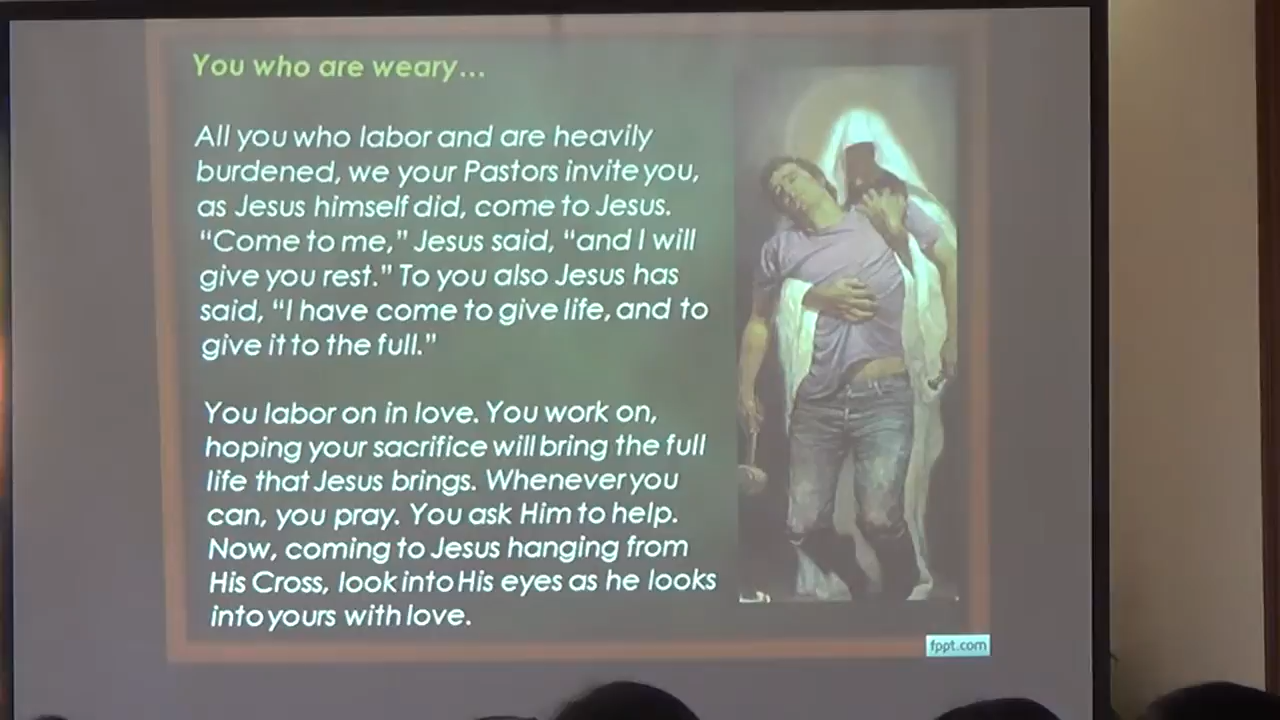 You who are weary...
All you who labor and are heavily
burdened, we your Pastors invite you,
as Jesus himself did, come to Jesus.
“Come to me,” Jesus said, “and I will
give you rest.” To you also Jesus has
said, “I have come to give life, and to
give it to the full.”
You labor on in love. You work on,
hoping your sacrifice will bring the full
life that Jesus brings. Whenever you
can, you pray. You ask Him to help.
Now, coming to Jesus hanging from
His Cross, look into His eyes as he looks
into yours with love.
fppt.com